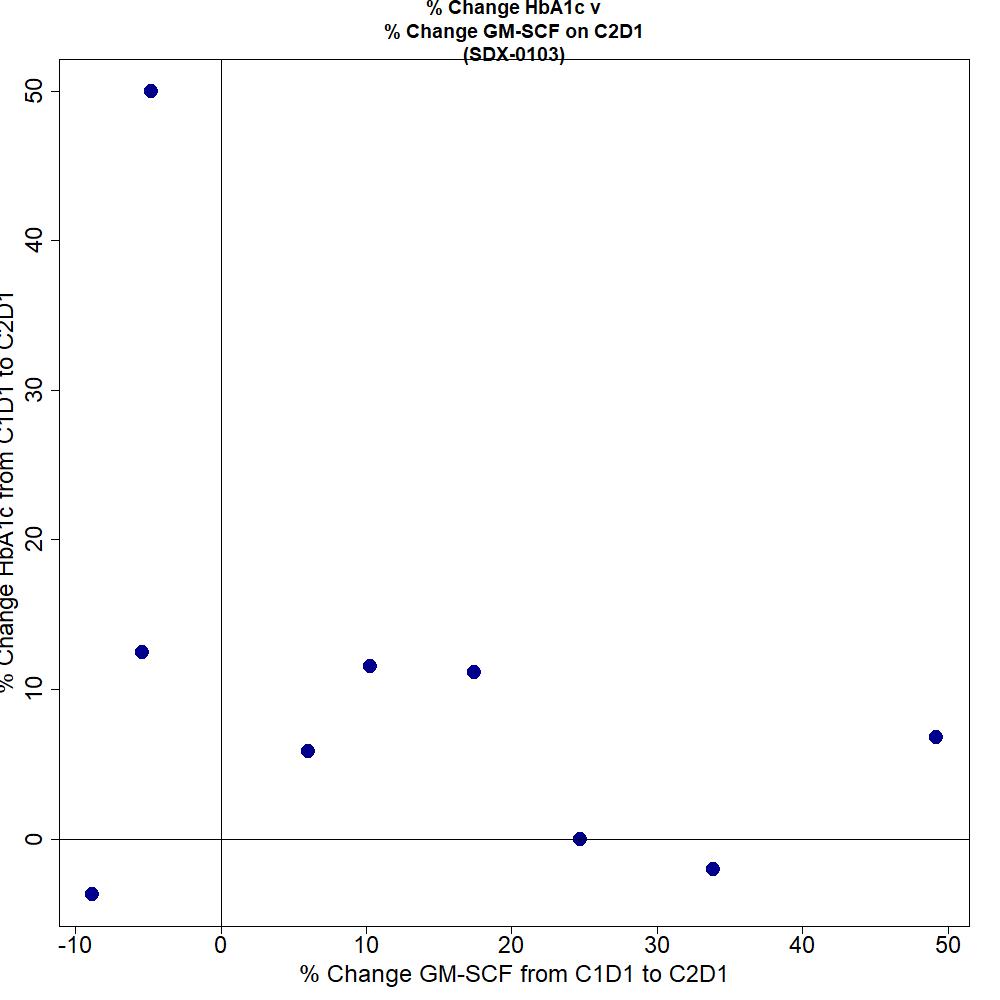 % Change HbA1c v
% Change GM-SCF on C2D1
(SDX-0103)
% Change HbA1c from C1D1 to C2D1
50
40
30
20
10
0
-10
0
10
20
30
40
50
% Change GM-SCF from C1D1 to C2D1